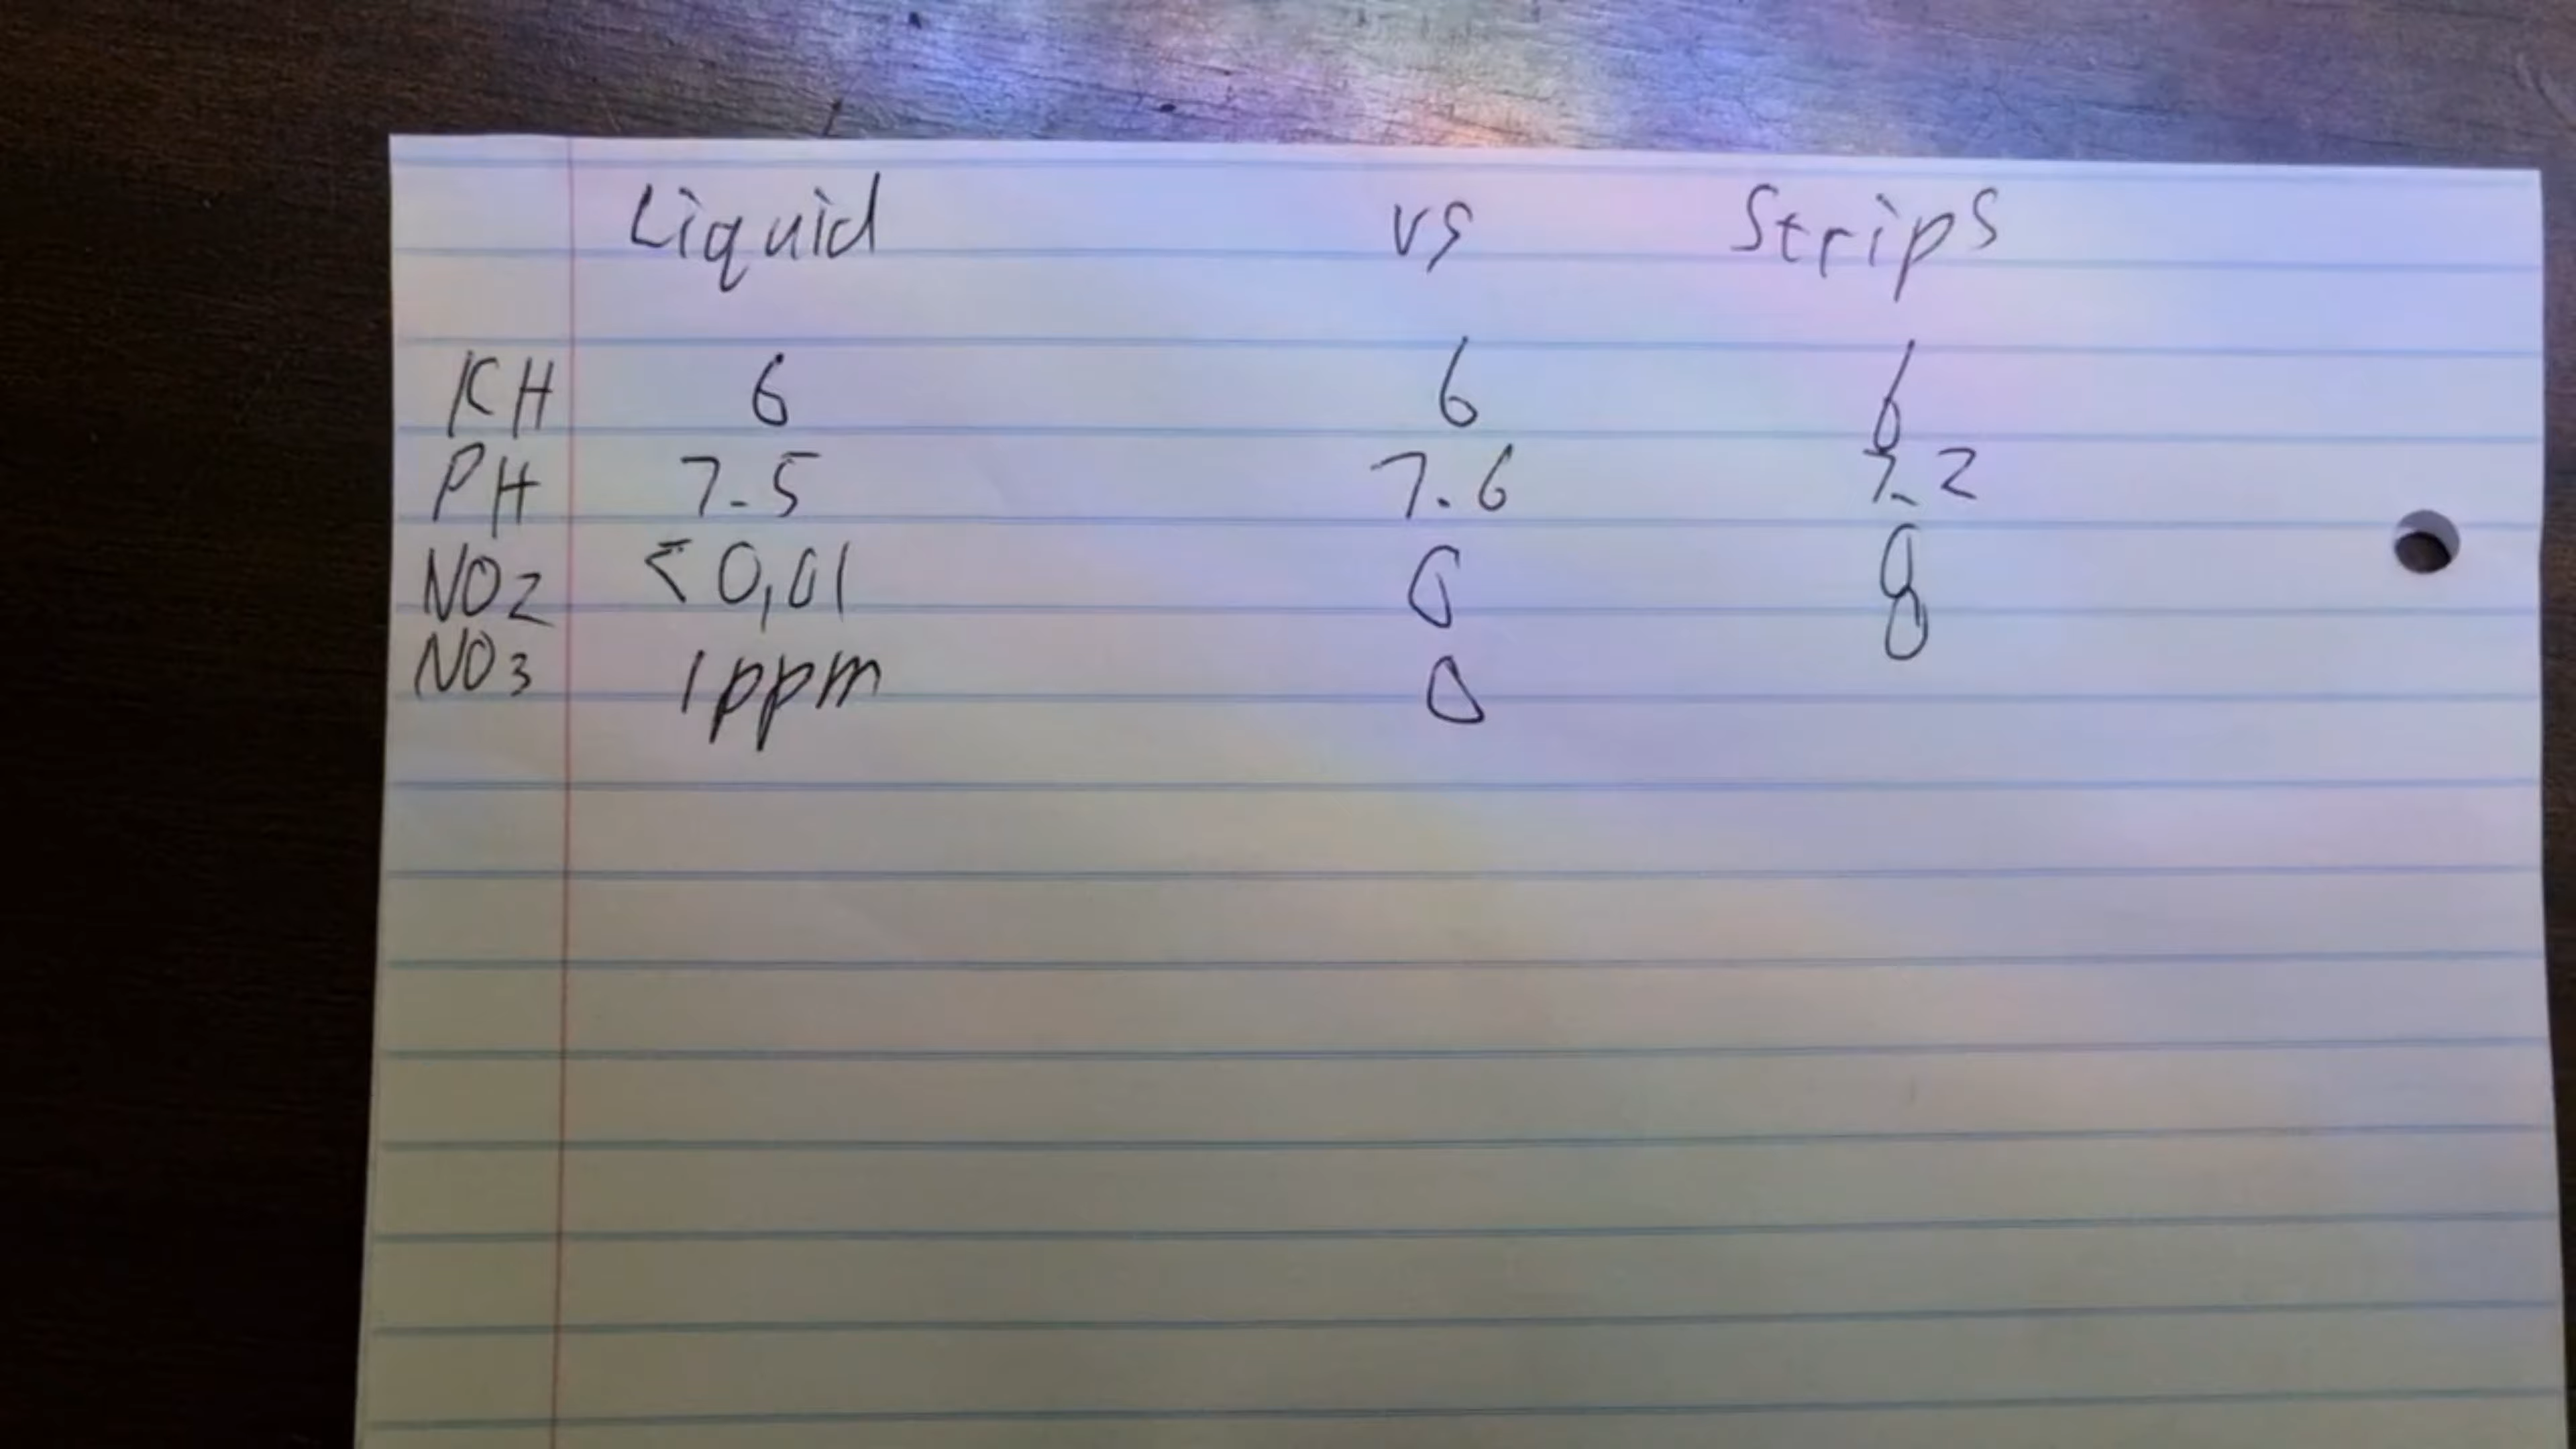 Liquid vs Strips
KH 6 6 6
PH 7.5 7.6 7.2
NO2 ≤0,01 0 0
NO3 1ppm 0 0